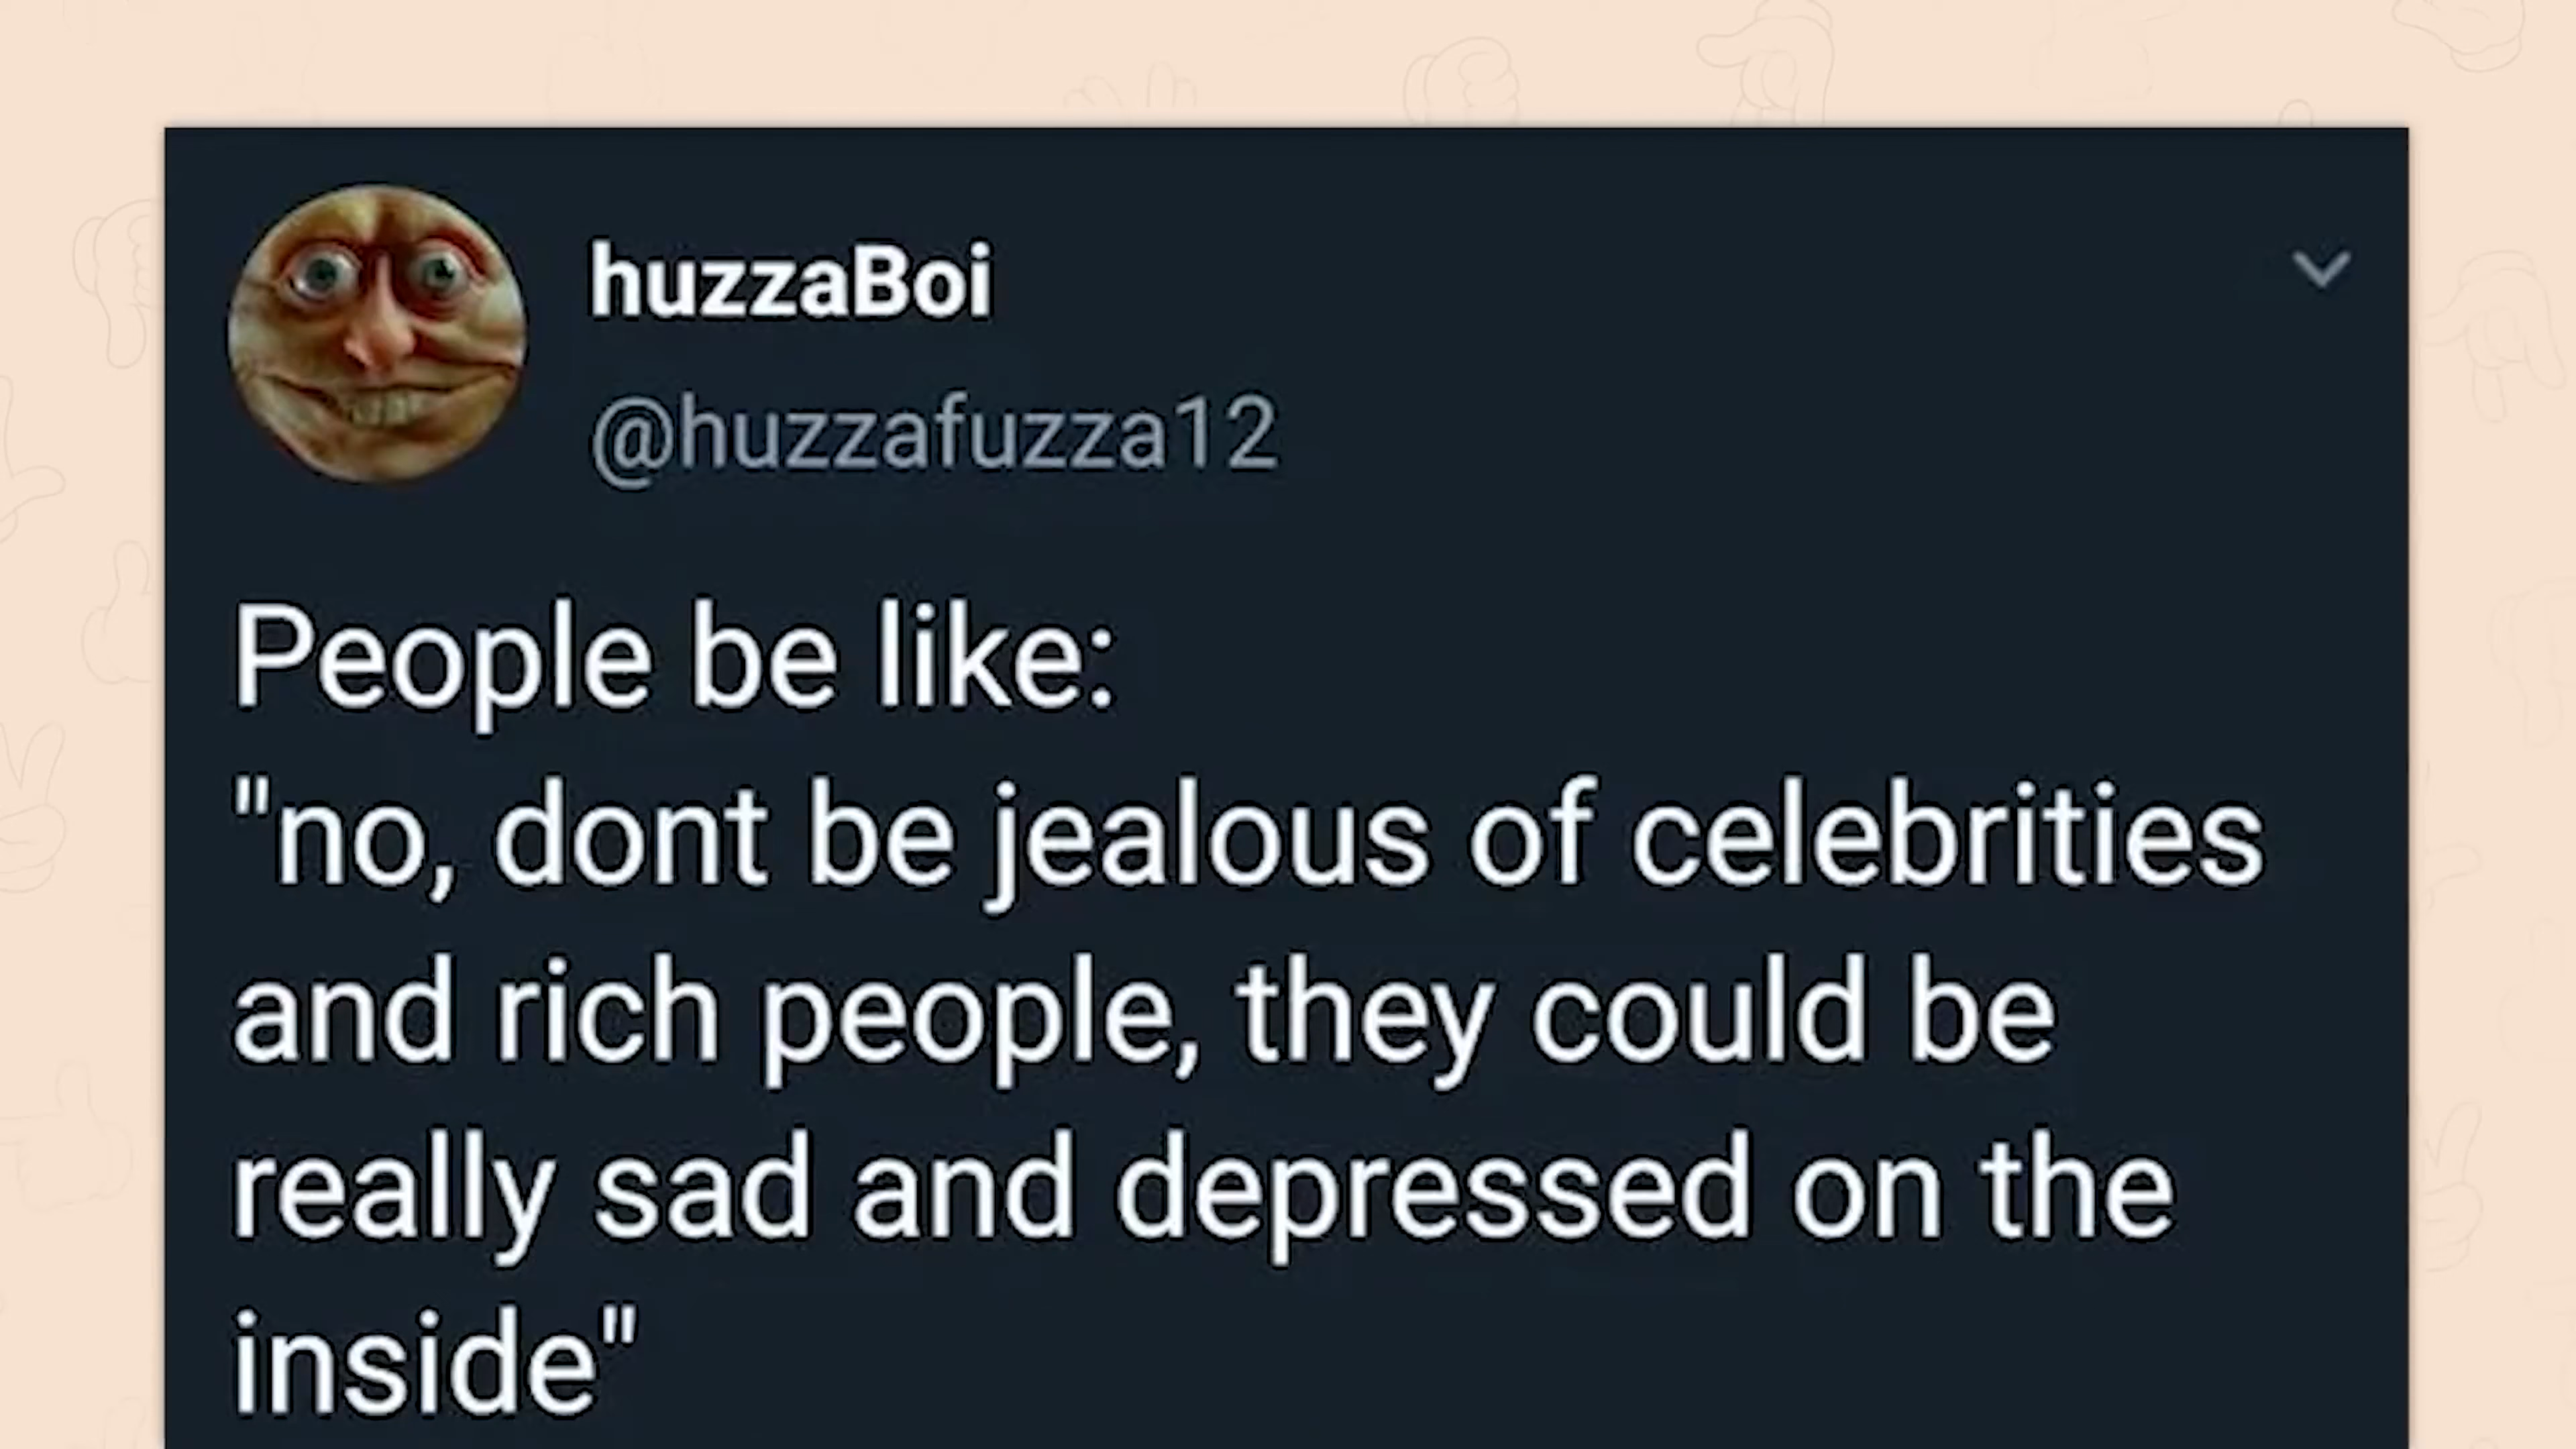 huzzaBoi
@huzzafuzza12
People be like:
"no, dont be jealous of celebrities
and rich people, they could be
really sad and depressed on the
inside"